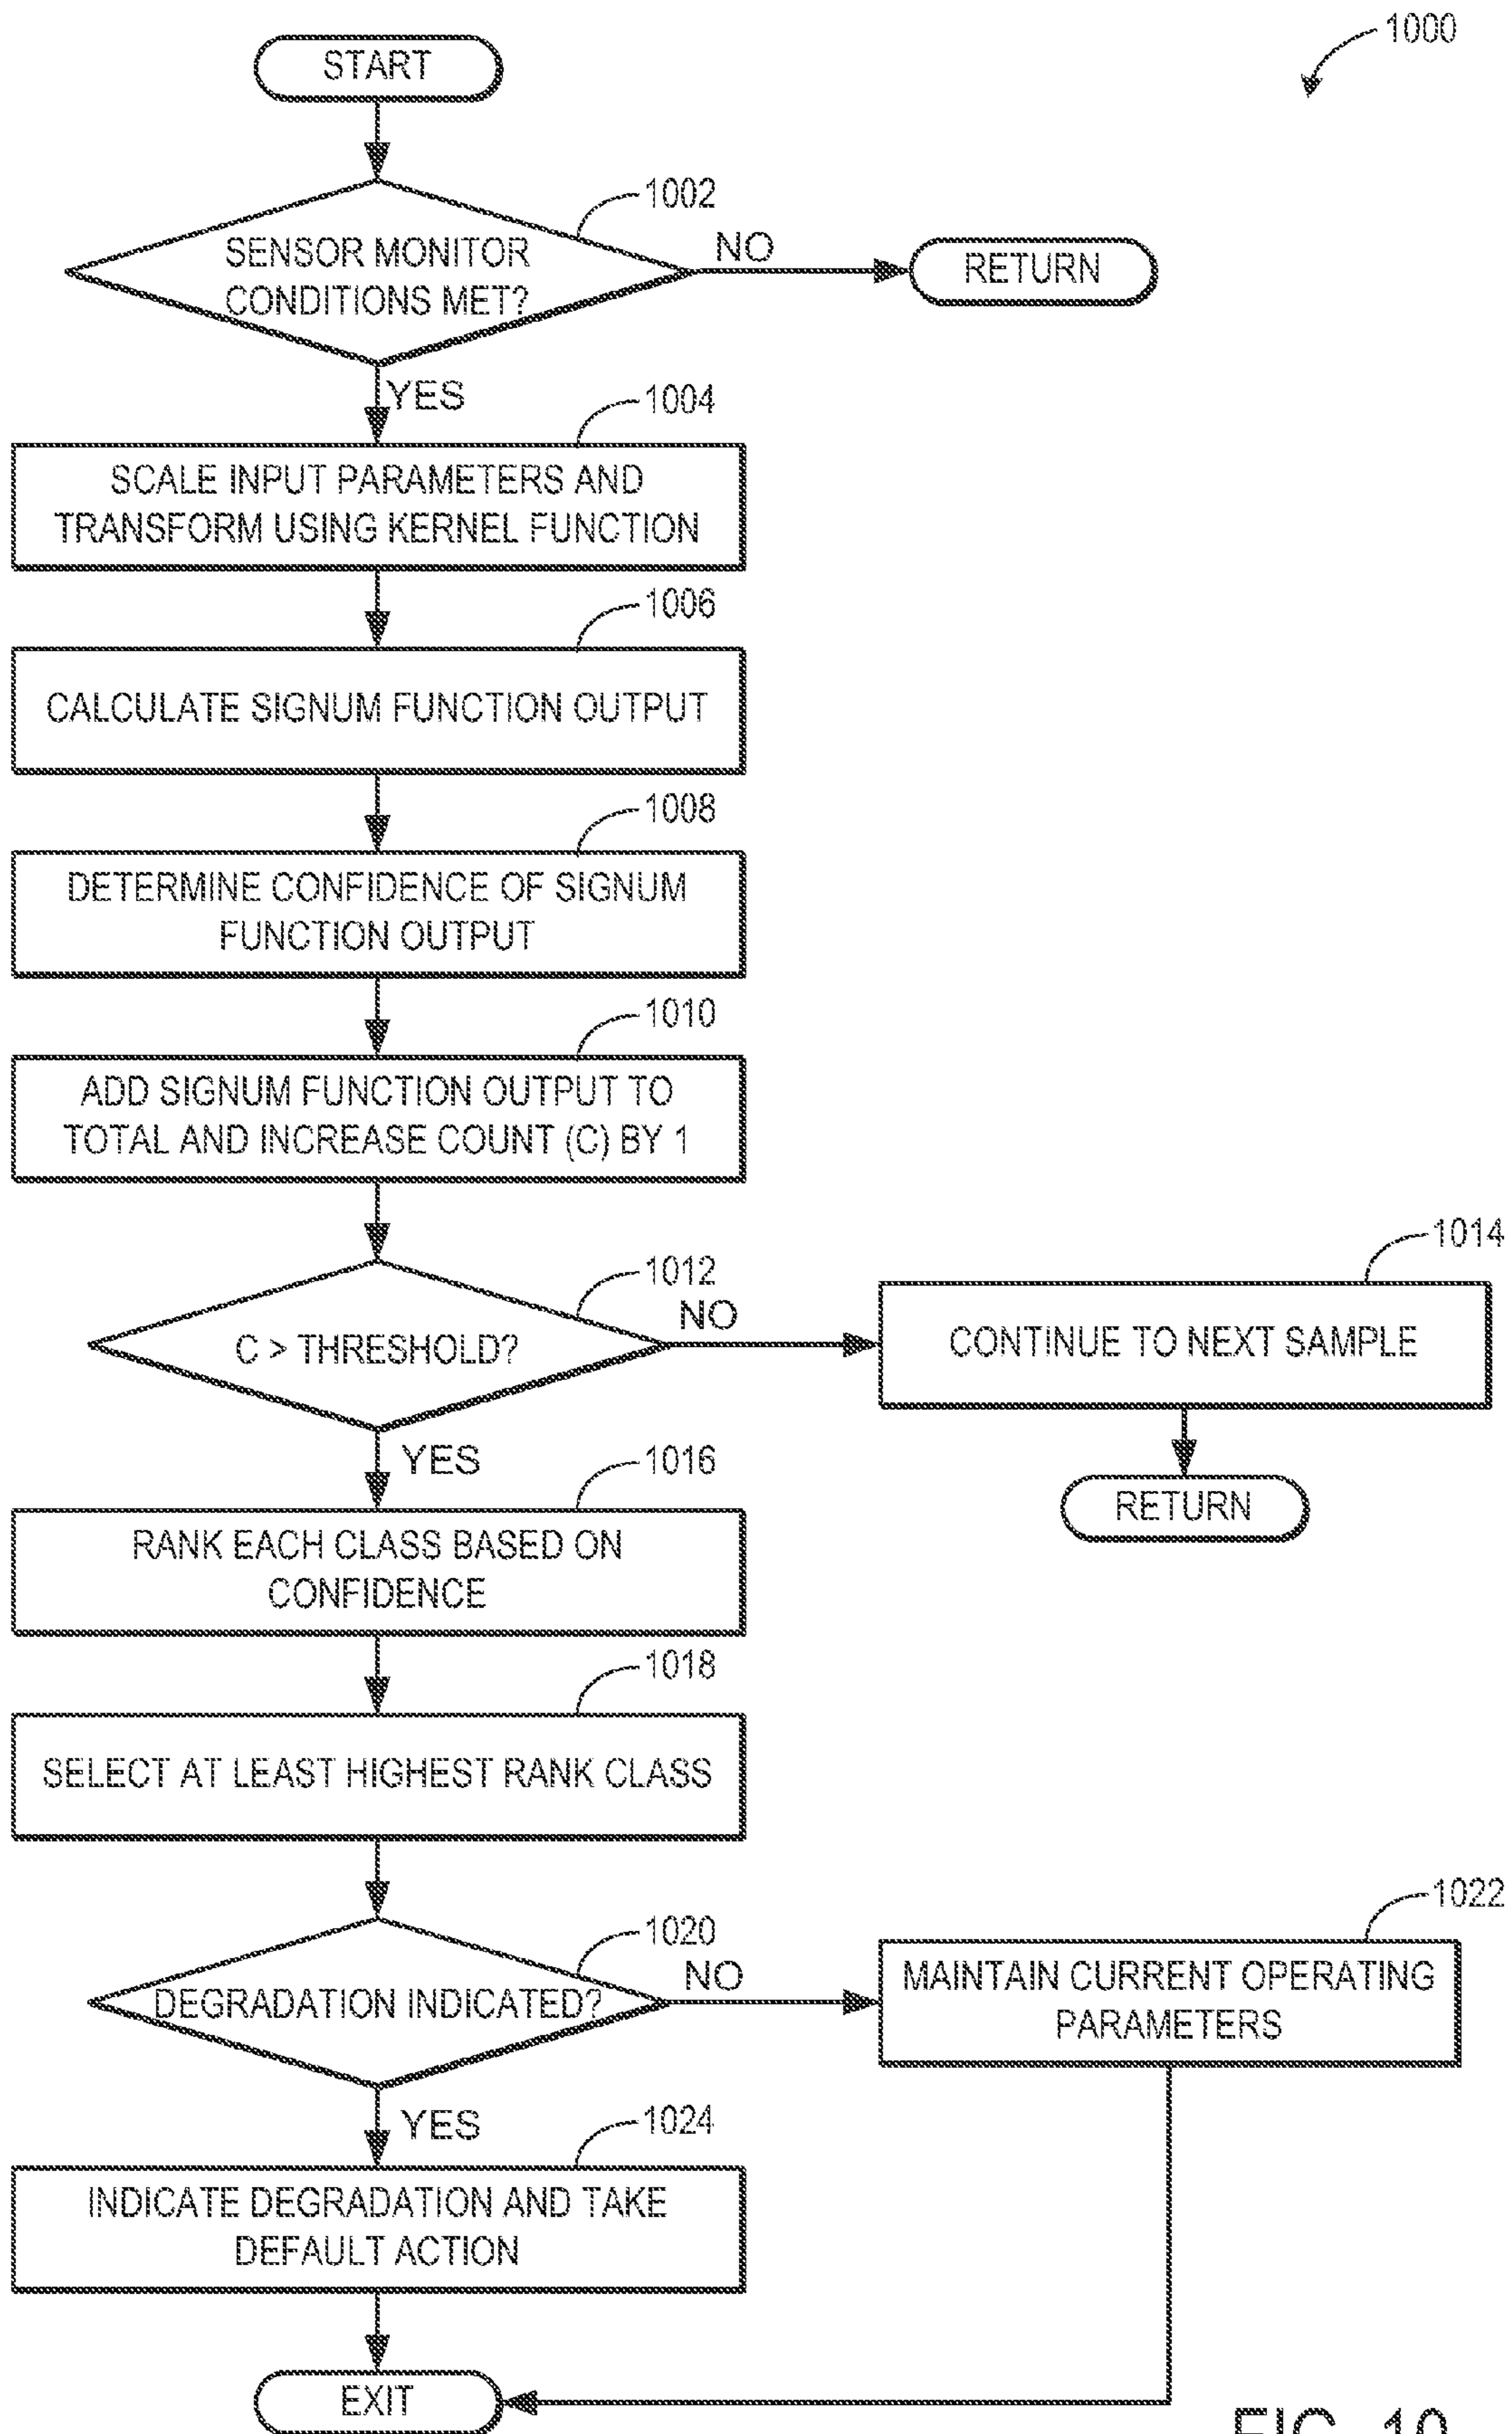 1000
START
1002
SENSOR MONITOR
CONDITIONS MET?
NO
RETURN
YES
1004
SCALE INPUT PARAMETERS AND
TRANSFORM USING KERNEL FUNCTION
1006
CALCULATE SIGNUM FUNCTION OUTPUT
1008
DETERMINE CONFIDENCE OF SIGNUM
FUNCTION OUTPUT
1010
ADD SIGNUM FUNCTION OUTPUT TO
TOTAL AND INCREASE COUNT (C) BY 1
1012
C > THRESHOLD?
NO
1014
CONTINUE TO NEXT SAMPLE
RETURN
YES
1016
RANK EACH CLASS BASED ON
CONFIDENCE
1018
SELECT AT LEAST HIGHEST RANK CLASS
1020
DEGRADATION INDICATED?
NO
1022
MAINTAIN CURRENT OPERATING
PARAMETERS
YES
1024
INDICATE DEGRADATION AND TAKE
DEFAULT ACTION
EXIT
FIG. 10